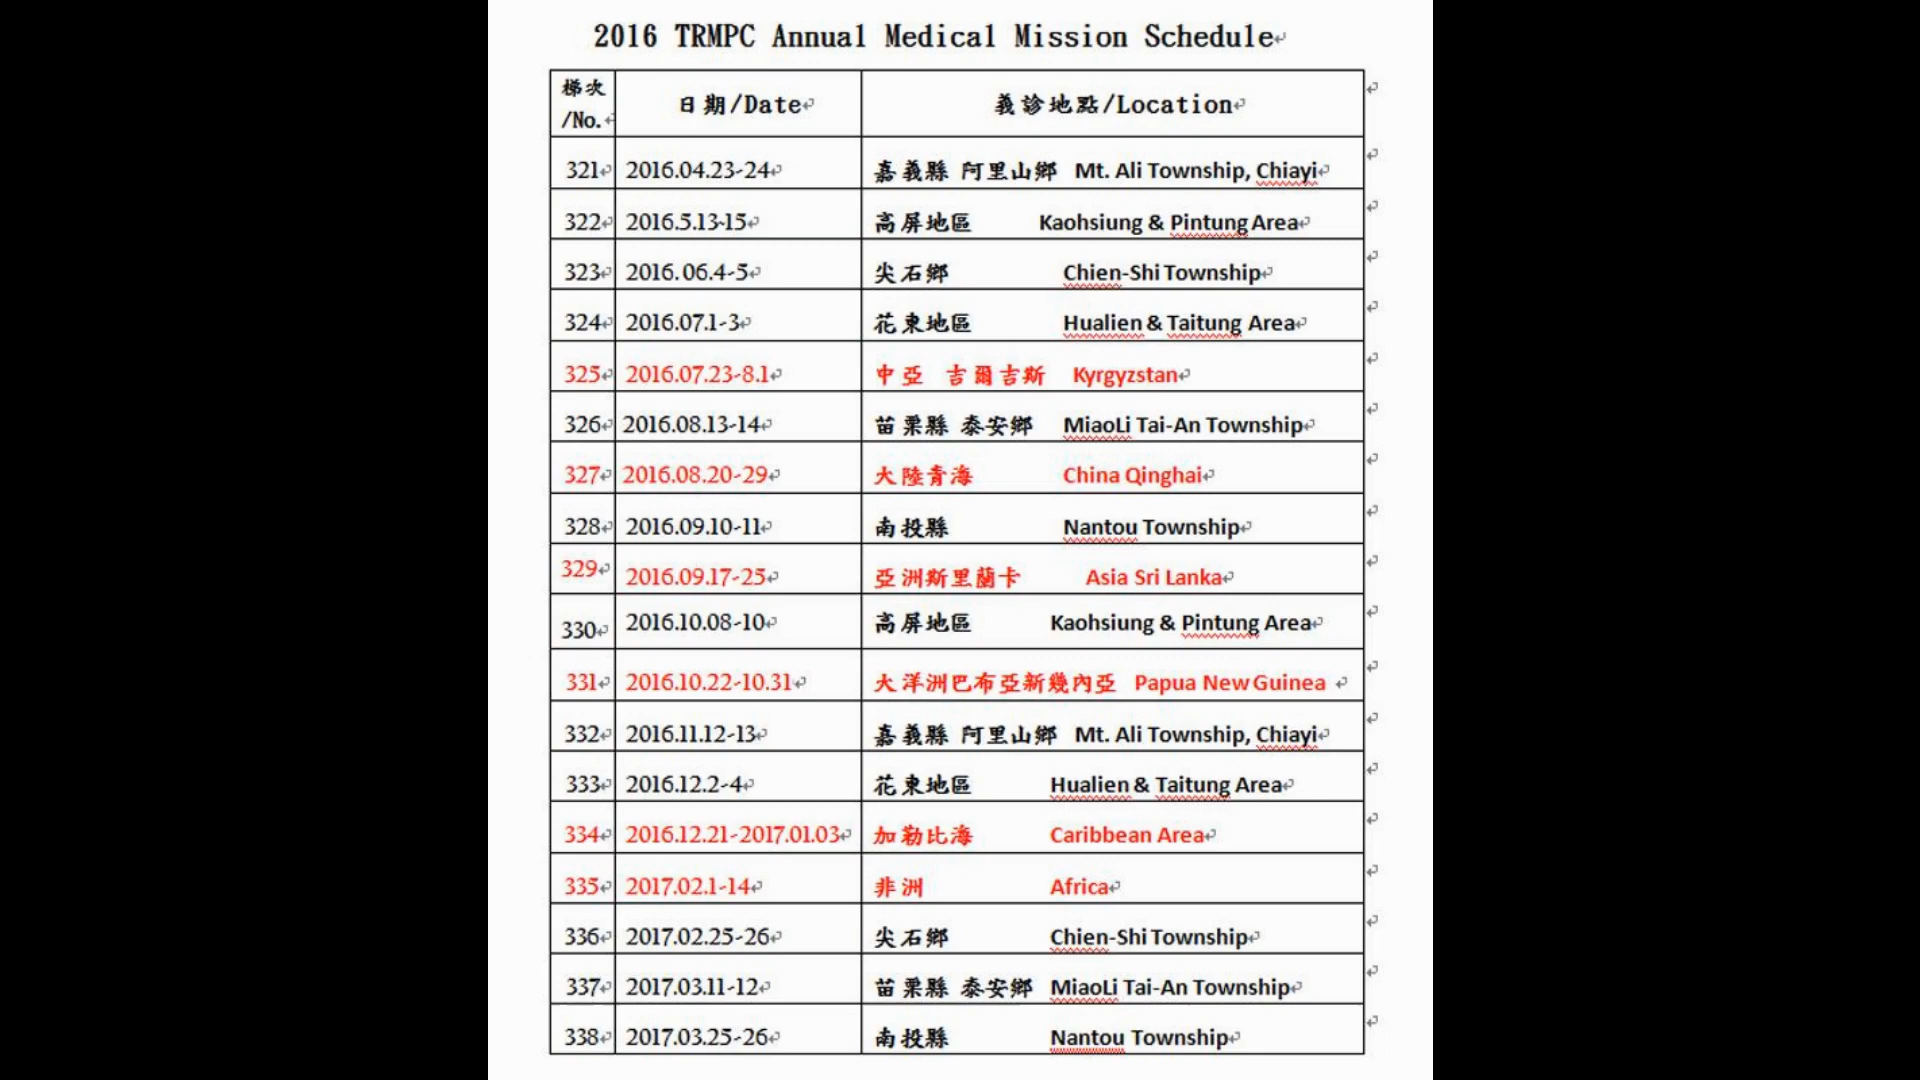 2016 TRMPC Annual Medical Mission Schedule
梯次/No. 日期/Date 義診地點/Location
321 2016.04.23-24 嘉義縣 阿里山鄉 Mt. Ali Township, Chiayi
322 2016.5.13-15 高屏地區 Kaohsiung & Pintung Area
323 2016.06.4-5 尖石鄉 Chien-Shi Township
324 2016.07.1-3 花東地區 Hualien & Taitung Area
325 2016.07.23-8.1 中亞 吉爾吉斯 Kyrgyzstan
326 2016.08.13-14 苗栗縣 泰安鄉 MiaoLi Tai-An Township
327 2016.08.20-29 大陸青海 China Qinghai
328 2016.09.10-11 南投縣 Nantou Township
329 2016.09.17-25 亞洲斯里蘭卡 Asia Sri Lanka
330 2016.10.08-10 高屏地區 Kaohsiung & Pintung Area
331 2016.10.22-10.31 大洋洲巴布亞新幾內亞 Papua New Guinea
332 2016.11.12-13 嘉義縣 阿里山鄉 Mt. Ali Township, Chiayi
333 2016.12.2-4 花東地區 Hualien & Taitung Area
334 2016.12.21-2017.01.03 加勒比海 Caribbean Area
335 2017.02.1-14 非洲 Africa
336 2017.02.25-26 尖石鄉 Chien-Shi Township
337 2017.03.11-12 苗栗縣 泰安鄉 MiaoLi Tai-An Township
338 2017.03.25-26 南投縣 Nantou Township